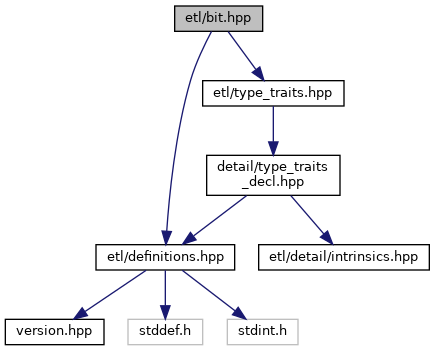 etl/bit.hpp
etl/type_traits.hpp
detail/type_traits
_decl.hpp
etl/definitions.hpp
etl/detail/intrinsics.hpp
version.hpp
stddef.h
stdint.h